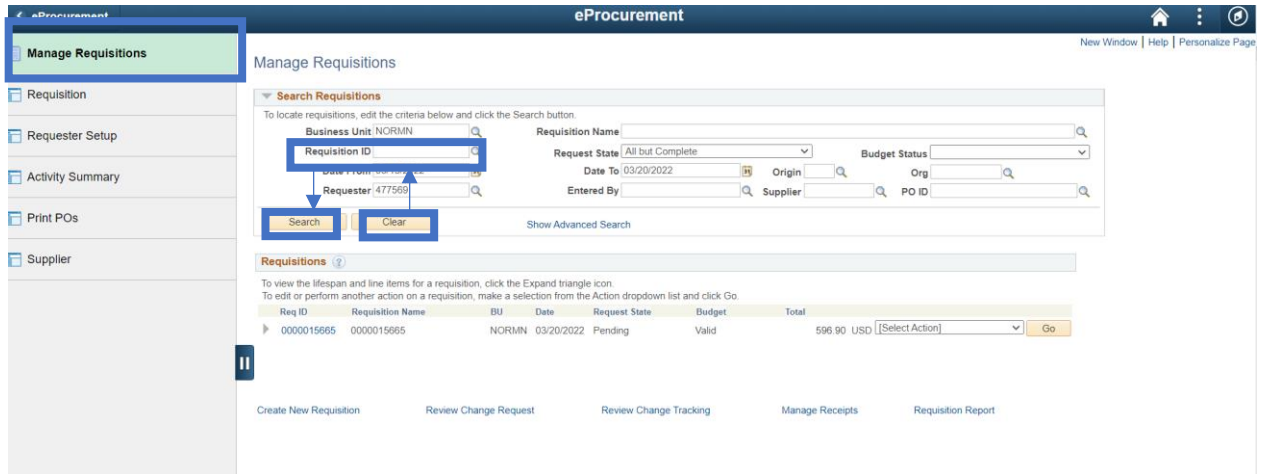 eProcurement
eProcurement
New Window | Help | Personalize Page
Manage Requisitions
Requisition
Requester Setup
Activity Summary
Print POs
Supplier
Manage Requisitions
Search Requisitions
To locate requisitions, edit the criteria below and click the Search button.
Business Unit NORMN Requisition Name
Requisition ID Request State All but Complete Budget Status
Date From Date To 03/20/2022 Origin Org
Requester 477569 Entered By Supplier PO ID
Search Clear Show Advanced Search
Requisitions
To view the lifespan and line items for a requisition, click the Expand triangle icon.
To edit or perform another action on a requisition, make a selection from the Action dropdown list and click Go.
Req ID Requisition Name BU Date Request State Budget Total
0000015665 0000015665 NORMN 03/20/2022 Pending Valid 596.90 USD [Select Action] Go
Create New Requisition Review Change Request Review Change Tracking Manage Receipts Requisition Report